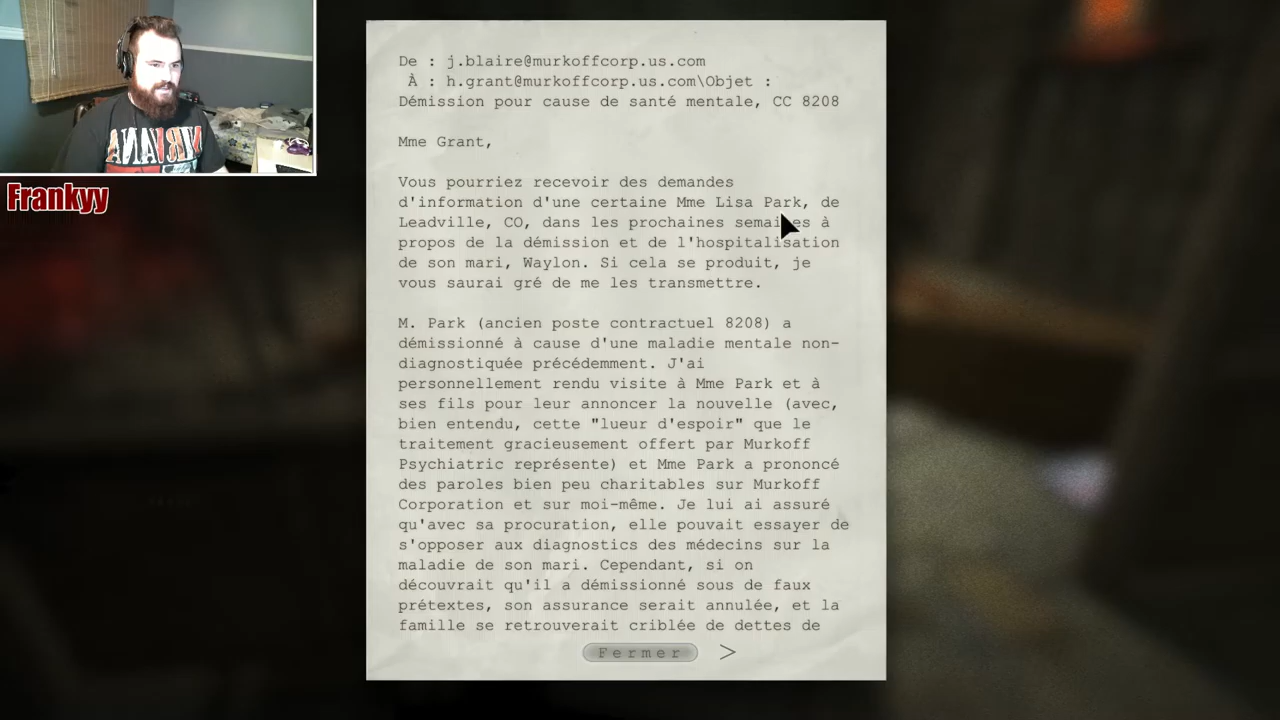 De : j.blaire@murkoffcorp.us.com
À : h.grant@murkoffcorp.us.com\Objet :
Démission pour cause de santé mentale, CC 8208
Mme Grant,
Vous pourriez recevoir des demandes
d'information d'une certaine Mme Lisa Park, de
Leadville, CO, dans les prochaines semaines à
propos de la démission et de l'hospitalisation
de son mari, Waylon. Si cela se produit, je
vous saurai gré de me les transmettre.
M. Park (ancien poste contractuel 8208) a
démissionné à cause d'une maladie mentale non-
diagnostiquée précédemment. J'ai
personnellement rendu visite à Mme Park et à
ses fils pour leur annoncer la nouvelle (avec,
bien entendu, cette "lueur d'espoir" que le
traitement gracieusement offert par Murkoff
Psychiatric représente) et Mme Park a prononcé
des paroles bien peu charitables sur Murkoff
Corporation et sur moi-même. Je lui ai assuré
qu'avec sa procuration, elle pouvait essayer de
s'opposer aux diagnostics des médecins sur la
maladie de son mari. Cependant, si on
découvrait qu'il a démissionné sous de faux
prétextes, son assurance serait annulée, et la
famille se retrouverait criblée de dettes de
Fermer >
NIRVANA
Frankyy